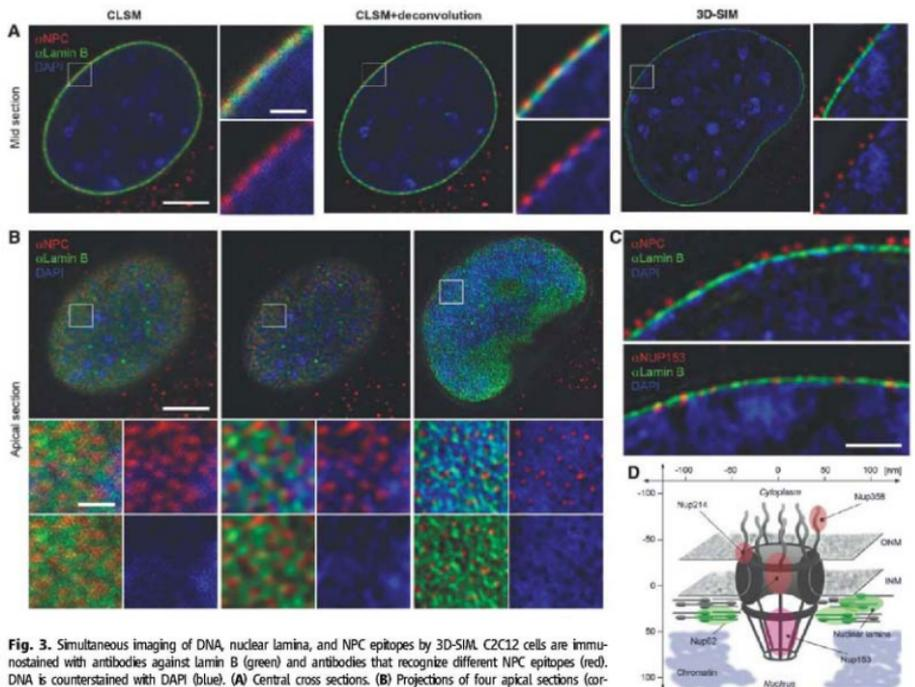 CLSM CLSM+deconvolution 3D-SIM
A
αNPC
αLamin B
DAPI
Mid section
B
αNPC
αLamin B
DAPI
Apical section
C
αNPC
αLamin B
DAPI
αNUP153
αLamin B
DAPI
D
-100 -50 0 50 100 [nm]
-100
Cytoplasm
Nup358
Nup214
-50
ONM
INM
0
50
Nup62
Nuclear lamina
Nup153
Chromatin
100
Nucleus
Fig. 3. Simultaneous imaging of DNA, nuclear lamina, and NPC epitopes by 3D-SIM. C2C12 cells are immu-
nostained with antibodies against lamin B (green) and antibodies that recognize different NPC epitopes (red).
DNA is counterstained with DAPI (blue). (A) Central cross sections. (B) Projections of four apical sections (cor-